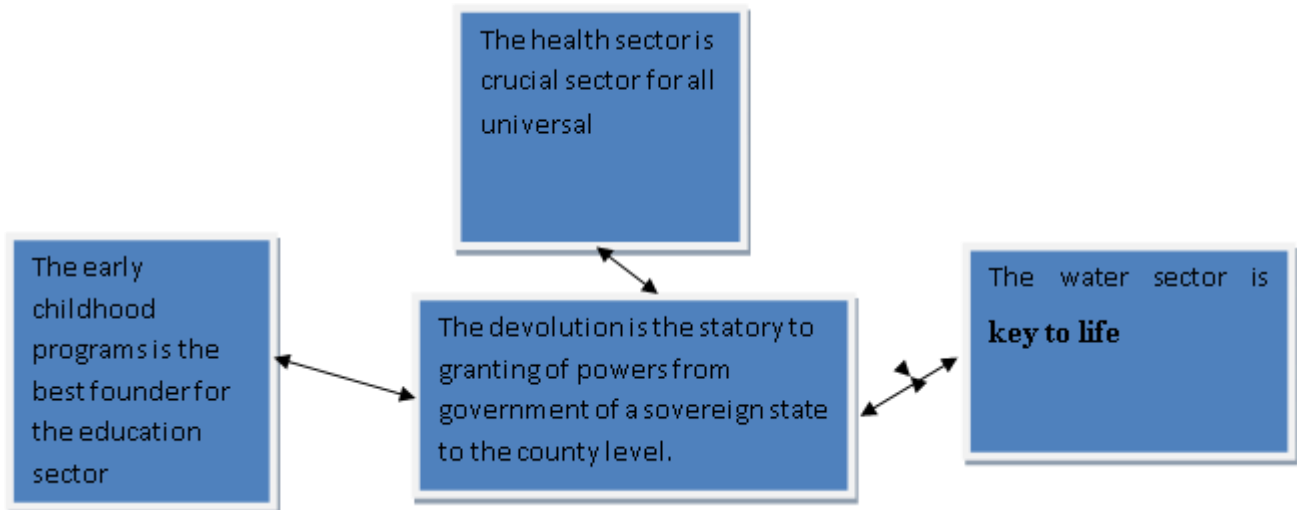 The health sector is
crucial sector for all
universal
The early
childhood
programs is the
best founder for
the education
sector
The devolution is the statory to
granting of powers from
government of a sovereign state
to the county level.
The water sector is
key to life